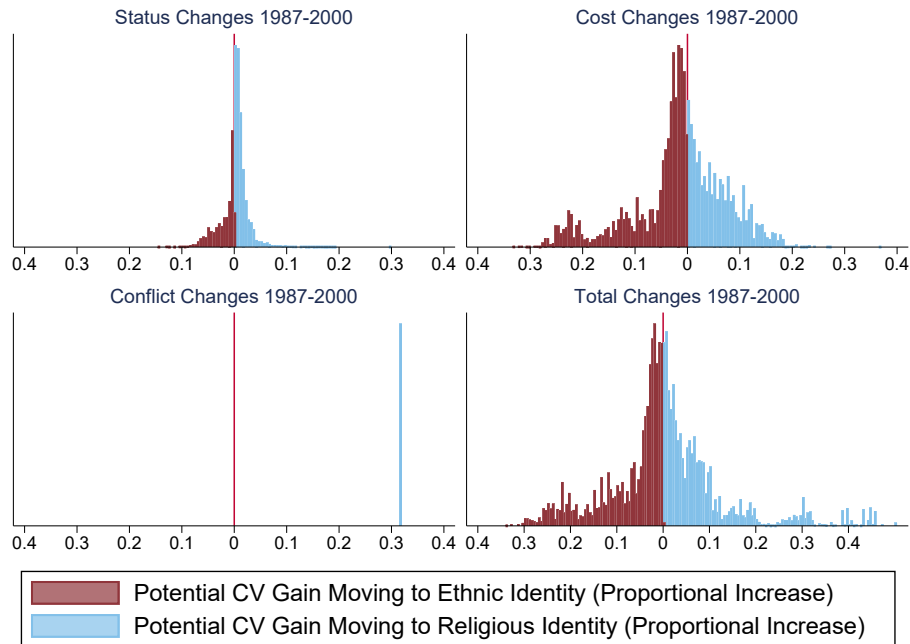 Status Changes 1987-2000
0.4 0.3 0.2 0.1 0 0.1 0.2 0.3 0.4
Cost Changes 1987-2000
0.4 0.3 0.2 0.1 0 0.1 0.2 0.3 0.4
Conflict Changes 1987-2000
0.4 0.3 0.2 0.1 0 0.1 0.2 0.3 0.4
Total Changes 1987-2000
0.4 0.3 0.2 0.1 0 0.1 0.2 0.3 0.4
Potential CV Gain Moving to Ethnic Identity (Proportional Increase)
Potential CV Gain Moving to Religious Identity (Proportional Increase)